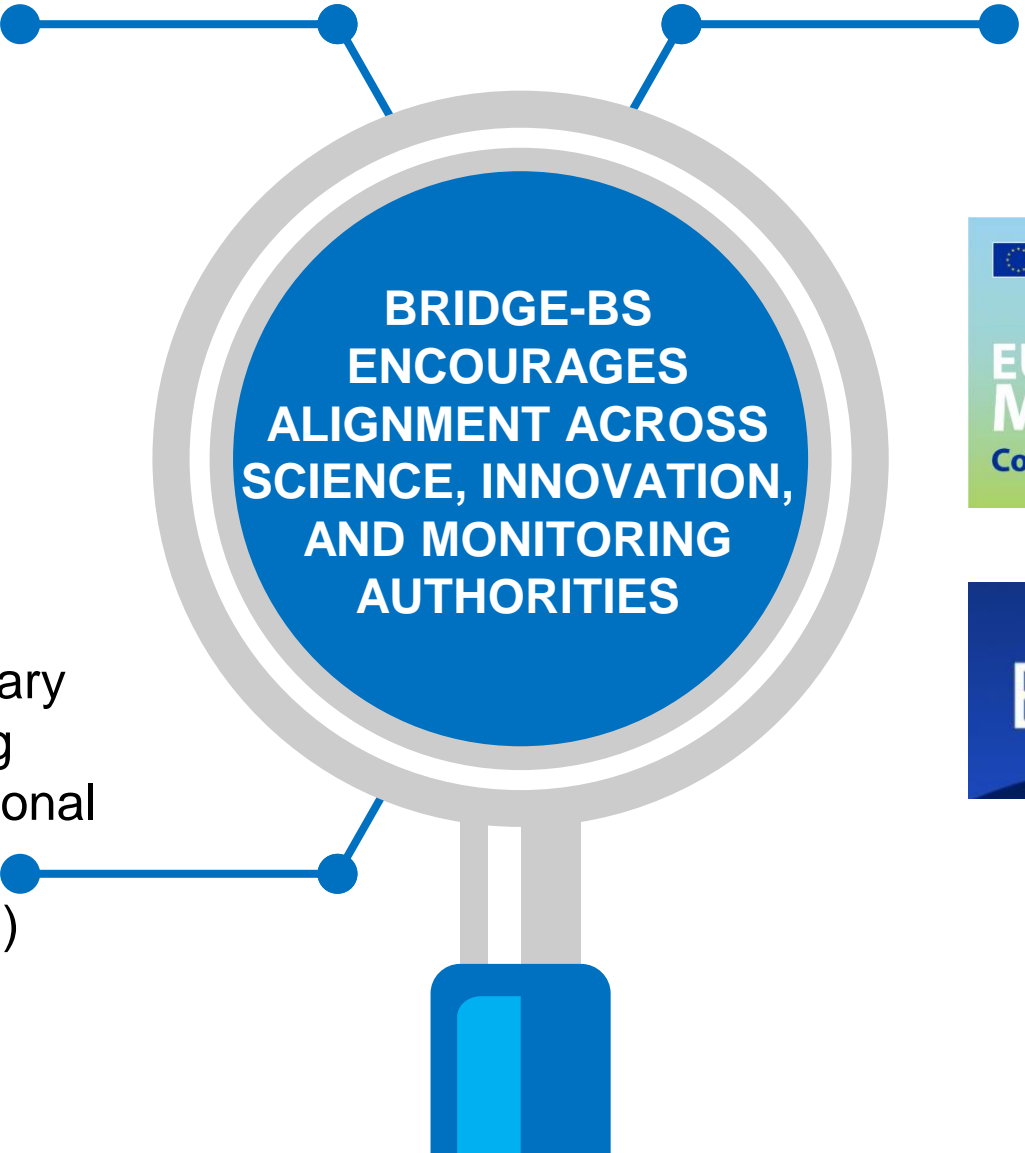 BRIDGE-BS
ENCOURAGES
ALIGNMENT ACROSS
SCIENCE, INNOVATION,
AND MONITORING
AUTHORITIES
)